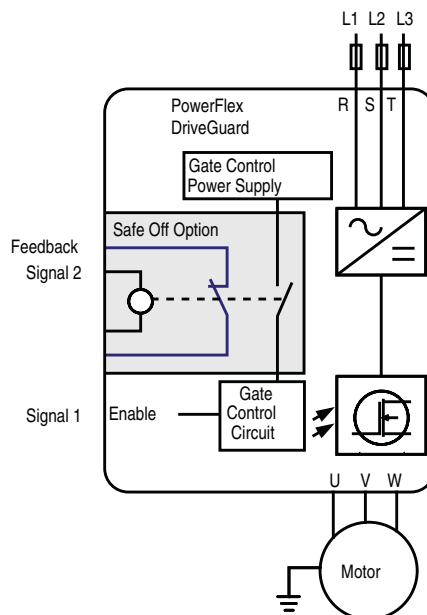 L1 L2 L3
PowerFlex
DriveGuard
R S T
Gate Control
Power Supply
Safe Off Option
Feedback
Signal 2
Signal 1
Enable
Gate
Control
Circuit
U V W
Motor